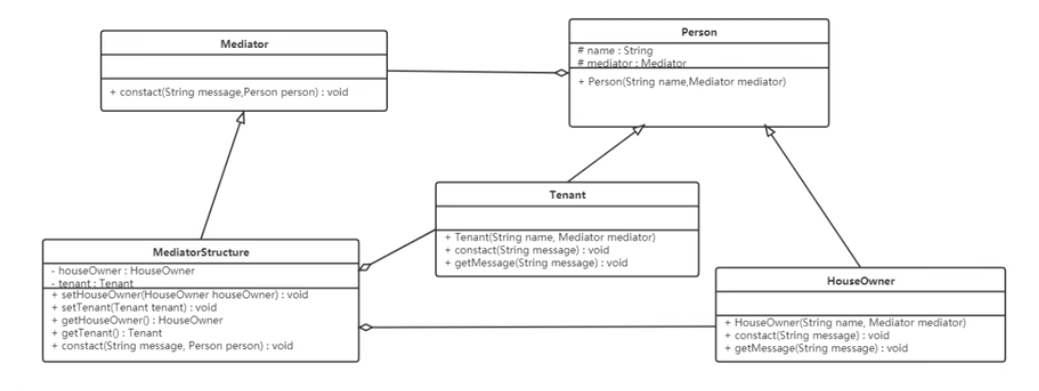 Mediator
+ constact(String message,Person person) : void
Person
# name : String
# mediator : Mediator
+ Person(String name,Mediator mediator)
Tenant
+ Tenant(String name, Mediator mediator)
+ constact(String message) : void
+ getMessage(String message) : void
MediatorStructure
- houseOwner : HouseOwner
- tenant : Tenant
+ setHouseOwner(HouseOwner houseOwner) : void
+ setTenant(Tenant tenant) : void
+ getHouseOwner() : HouseOwner
+ getTenant() : Tenant
+ constact(String message, Person person) : void
HouseOwner
+ HouseOwner(String name, Mediator mediator)
+ constact(String message) : void
+ getMessage(String message) : void